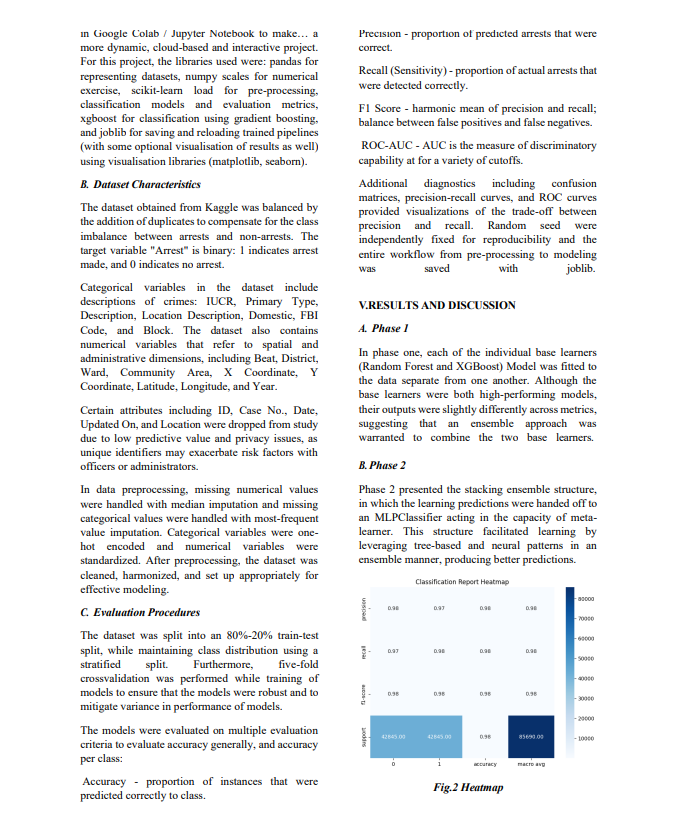 in Google Colab / Jupyter Notebook to make… a
more dynamic, cloud-based and interactive project.
For this project, the libraries used were: pandas for
representing datasets, numpy scales for numerical
exercise, scikit-learn load for pre-processing,
classification models and evaluation metrics,
xgboost for classification using gradient boosting,
and joblib for saving and reloading trained pipelines
(with some optional visualisation of results as well)
using visualisation libraries (matplotlib, seaborn).
B. Dataset Characteristics
The dataset obtained from Kaggle was balanced by
the addition of duplicates to compensate for the class
imbalance between arrests and non-arrests. The
target variable "Arrest" is binary: 1 indicates arrest
made, and 0 indicates no arrest.
Categorical variables in the dataset include
descriptions of crimes: IUCR, Primary Type,
Description, Location Description, Domestic, FBI
Code, and Block. The dataset also contains
numerical variables that refer to spatial and
administrative dimensions, including Beat, District,
Ward, Community Area, X Coordinate, Y
Coordinate, Latitude, Longitude, and Year.
Certain attributes including ID, Case No., Date,
Updated On, and Location were dropped from study
due to low predictive value and privacy issues, as
unique identifiers may exacerbate risk factors with
officers or administrators.
In data preprocessing, missing numerical values
were handled with median imputation and missing
categorical values were handled with most-frequent
value imputation. Categorical variables were one-
hot encoded and numerical variables were
standardized. After preprocessing, the dataset was
cleaned, harmonized, and set up appropriately for
effective modeling.
C. Evaluation Procedures
The dataset was split into an 80%-20% train-test
split, while maintaining class distribution using a
stratified split. Furthermore, five-fold
crossvalidation was performed while training of
models to ensure that the models were robust and to
mitigate variance in performance of models.
The models were evaluated on multiple evaluation
criteria to evaluate accuracy generally, and accuracy
per class:
Accuracy - proportion of instances that were
predicted correctly to class.
Precision - proportion of predicted arrests that were
correct.
Recall (Sensitivity) - proportion of actual arrests that
were detected correctly.
F1 Score - harmonic mean of precision and recall;
balance between false positives and false negatives.
ROC-AUC - AUC is the measure of discriminatory
capability at for a variety of cutoffs.
Additional diagnostics including confusion
matrices, precision-recall curves, and ROC curves
provided visualizations of the trade-off between
precision and recall. Random seed were
independently fixed for reproducibility and the
entire workflow from pre-processing to modeling
was saved with joblib.
V.RESULTS AND DISCUSSION
A. Phase 1
In phase one, each of the individual base learners
(Random Forest and XGBoost) Model was fitted to
the data separate from one another. Although the
base learners were both high-performing models,
their outputs were slightly differently across metrics,
suggesting that an ensemble approach was
warranted to combine the two base learners.
B. Phase 2
Phase 2 presented the stacking ensemble structure,
in which the learning predictions were handed off to
an MLPClassifier acting in the capacity of meta-
learner. This structure facilitated learning by
leveraging tree-based and neural patterns in an
ensemble manner, producing better predictions.
Classification Report Heatmap
precision 0.98 0.97 0.98 0.98
recall 0.97 0.98 0.98 0.98
f1-score 0.98 0.98 0.98 0.98
support 42845.00 42845.00 0.98 85690.00
0 1 accuracy macro avg
80000
70000
60000
50000
40000
30000
20000
10000
Fig.2 Heatmap